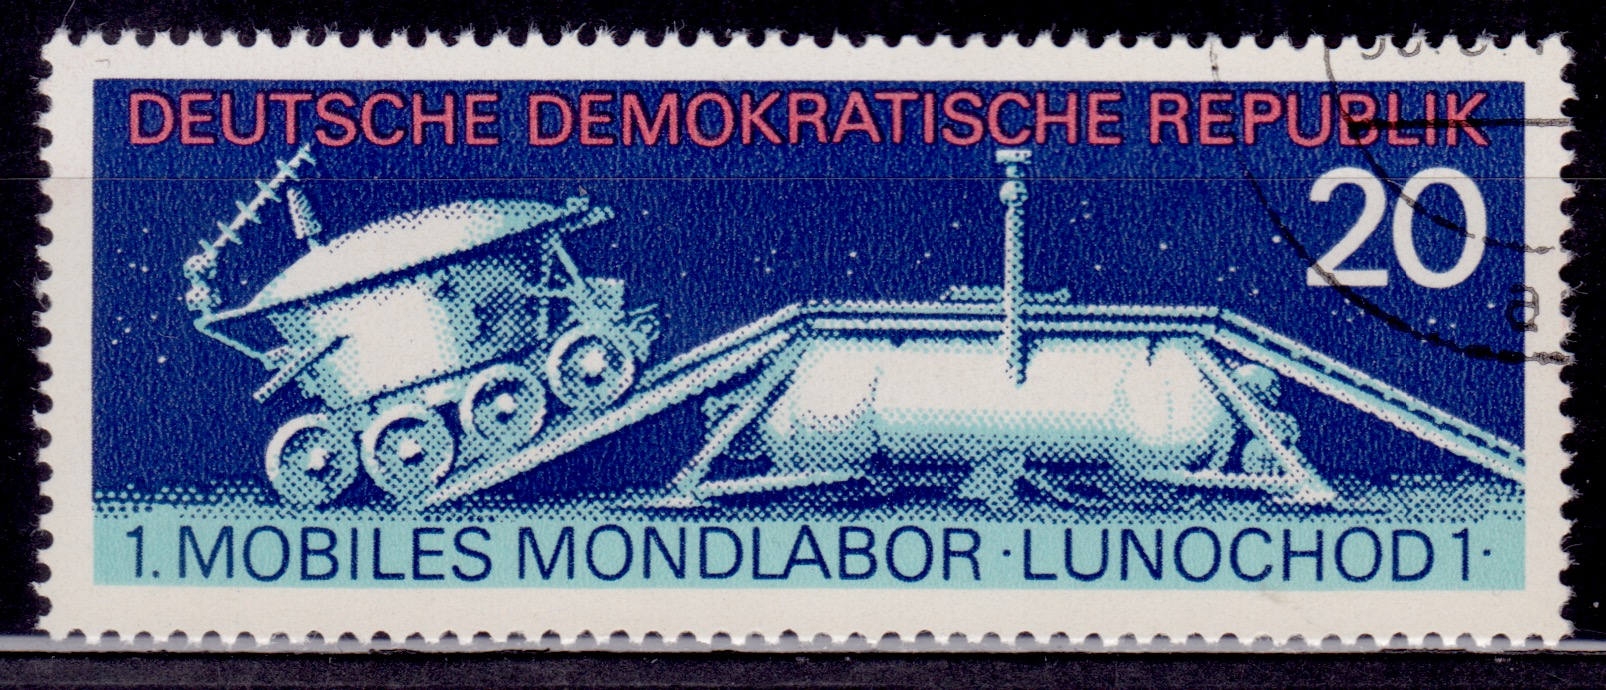 DEUTSCHE DEMOKRATISCHE REPUBLIK
20
a
1. MOBILES MONDLABOR · LUNOCHOD 1 ·